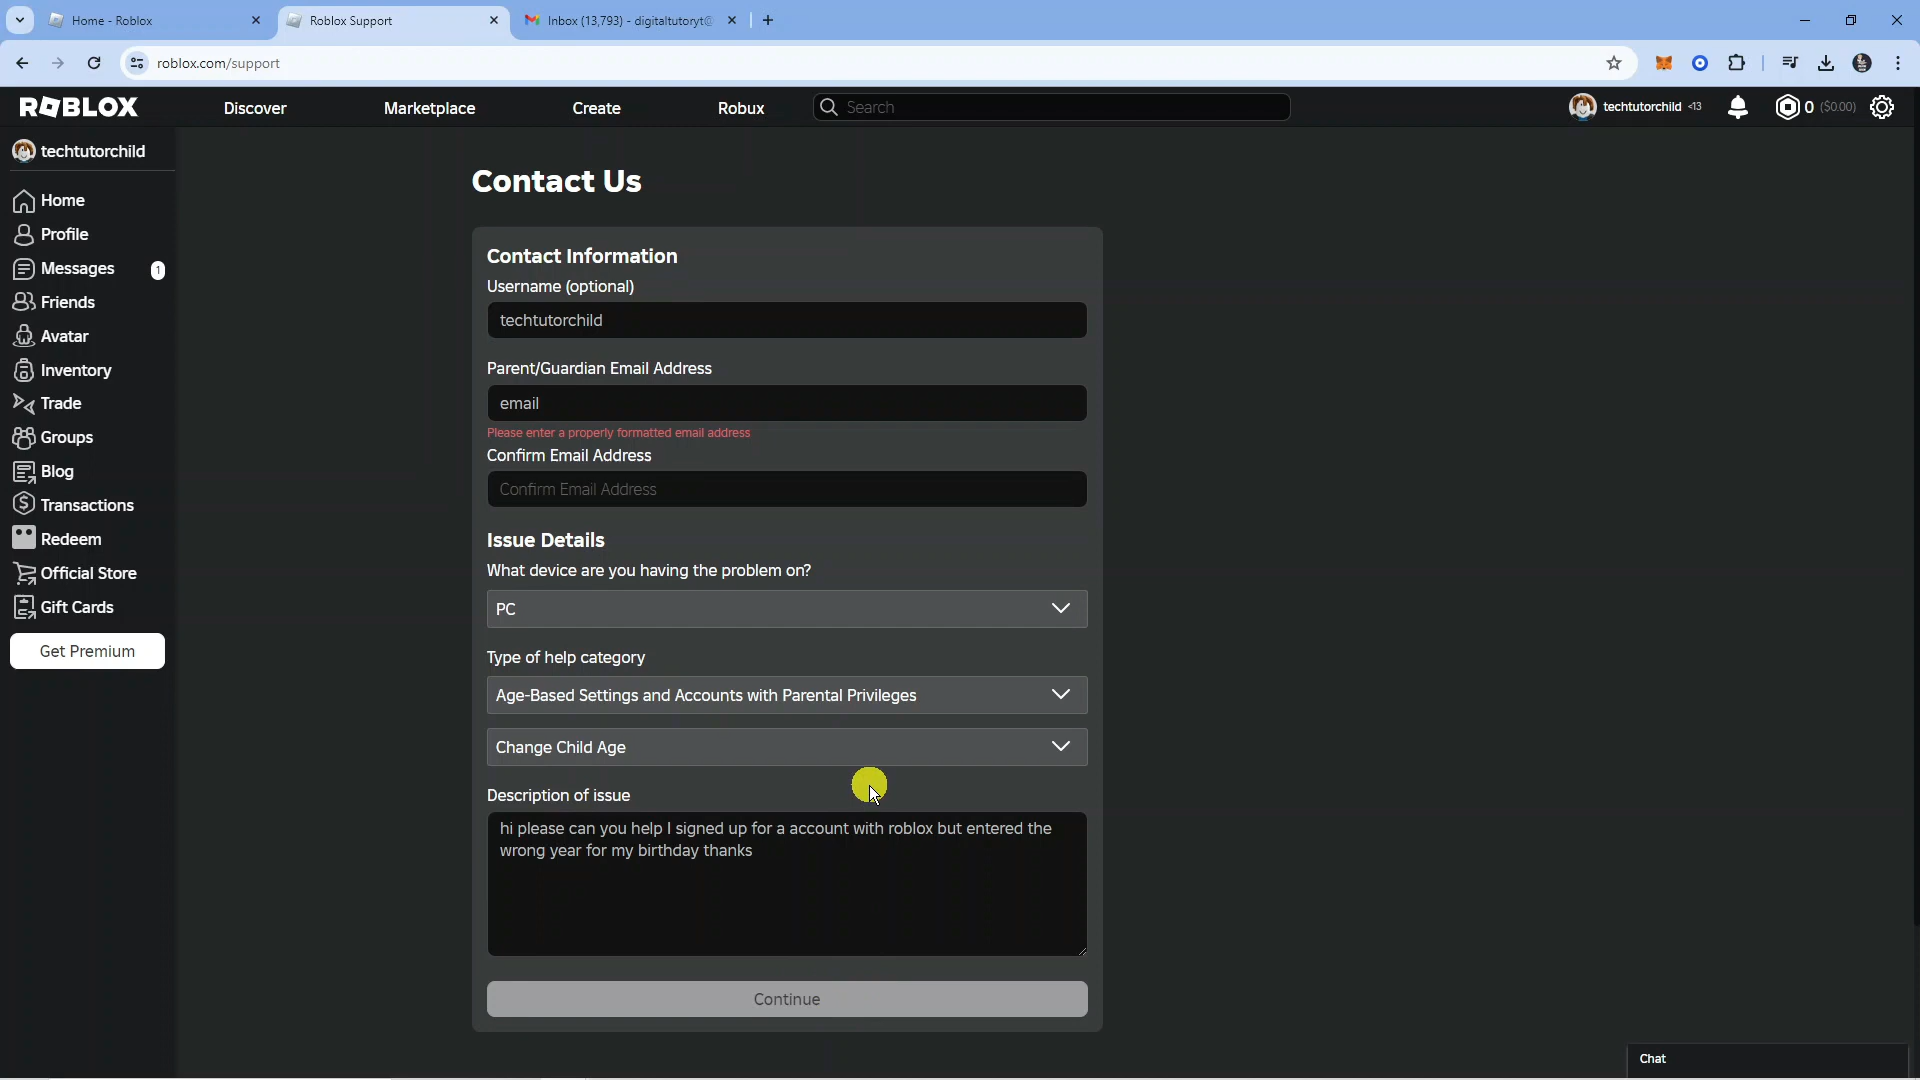 Home - Roblox
Roblox Support
Inbox (13,793) - digitaltutoryt@
roblox.com/support
ROBLOX
Discover
Marketplace
Create
Robux
Search
techtutorchild <13
0 ($0.00)
techtutorchild
Home
Profile
Messages 1
Friends
Avatar
Inventory
Trade
Groups
Blog
Transactions
Redeem
Official Store
Gift Cards
Get Premium
Contact Us
Contact Information
Username (optional)
techtutorchild
Parent/Guardian Email Address
email
Please enter a properly formatted email address
Confirm Email Address
Confirm Email Address
Issue Details
What device are you having the problem on?
PC
Type of help category
Age-Based Settings and Accounts with Parental Privileges
Change Child Age
Description of issue
hi please can you help I signed up for a account with roblox but entered the
wrong year for my birthday thanks
Continue
Chat